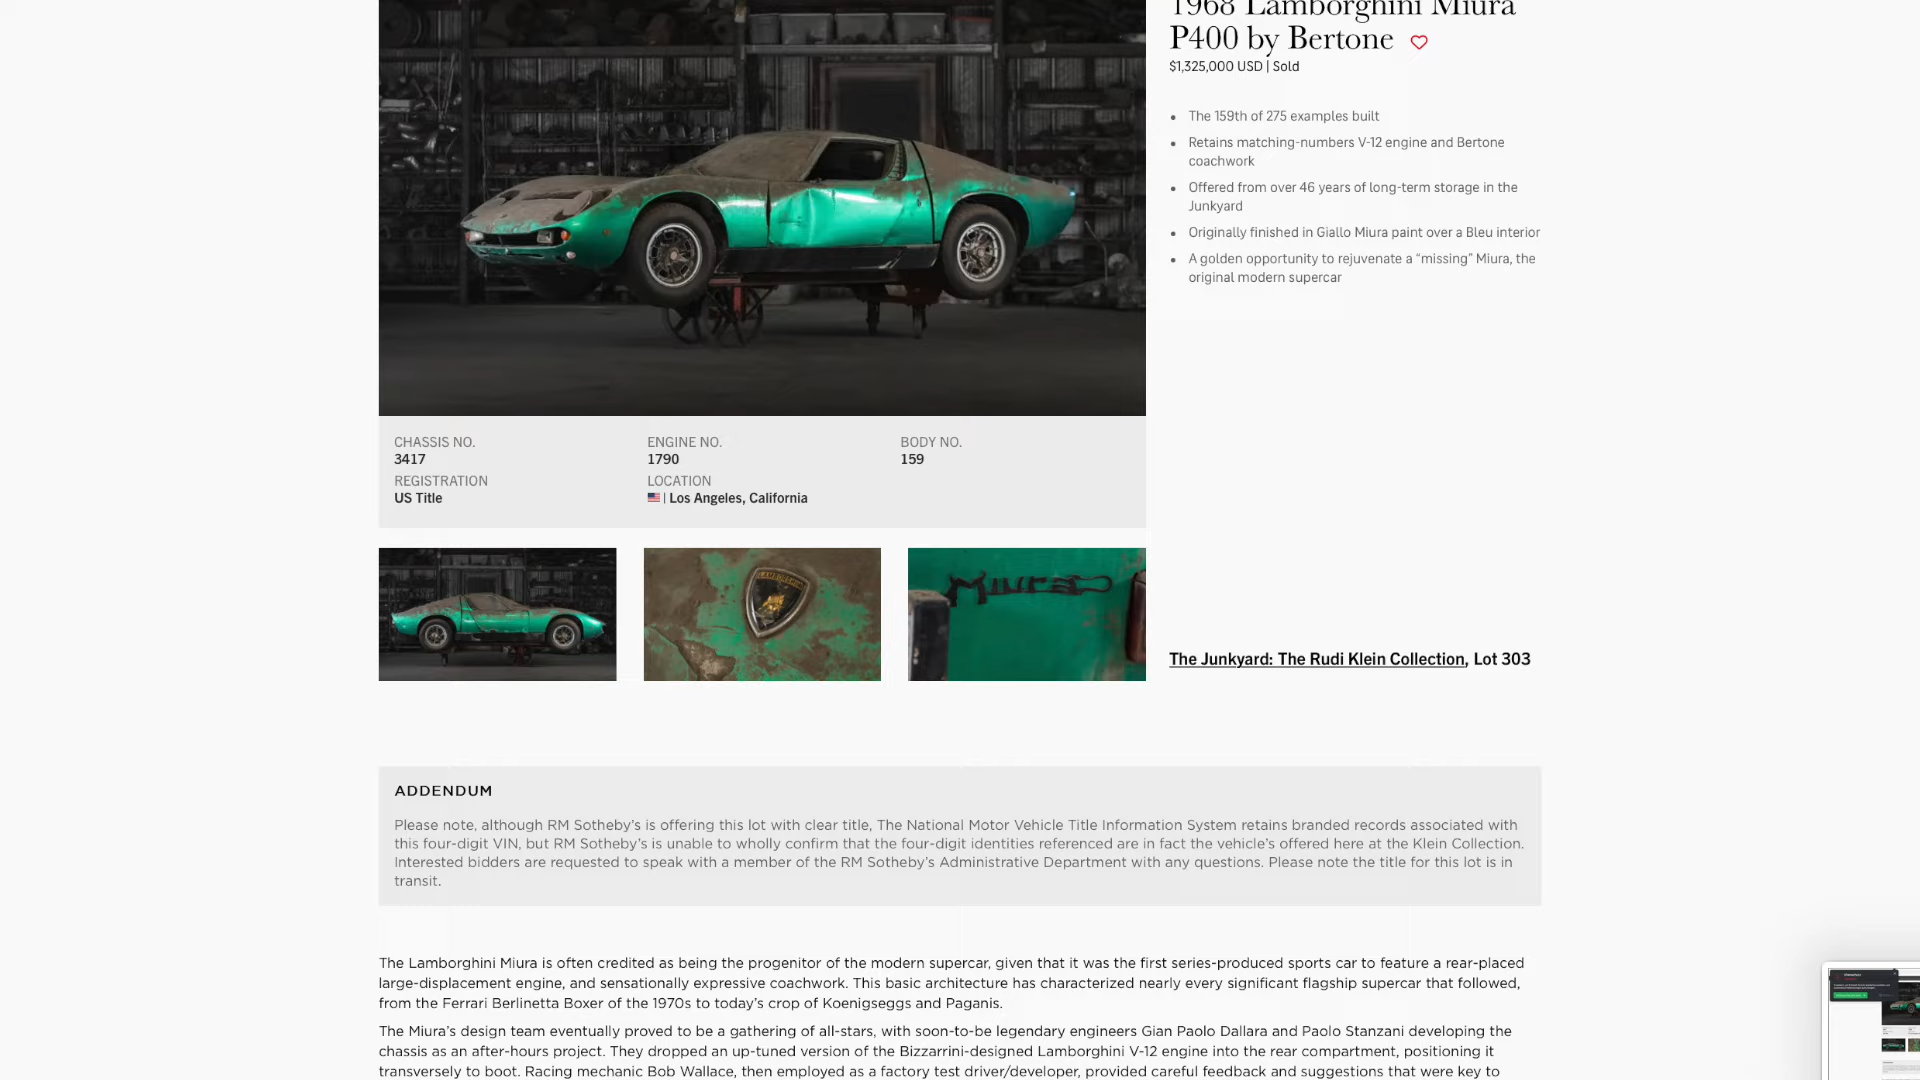 1968 Lamborghini Miura
P400 by Bertone
$1,325,000 USD | Sold
The 159th of 275 examples built
Retains matching-numbers V-12 engine and Bertone
coachwork
Offered from over 46 years of long-term storage in the
Junkyard
Originally finished in Giallo Miura paint over a Bleu interior
A golden opportunity to rejuvenate a “missing” Miura, the
original modern supercar
CHASSIS NO.
3417
ENGINE NO.
1790
BODY NO.
159
REGISTRATION
US Title
LOCATION
| Los Angeles, California
LAMBORGHINI
Miura
The Junkyard: The Rudi Klein Collection, Lot 303
ADDENDUM
Please note, although RM Sotheby’s is offering this lot with clear title, The National Motor Vehicle Title Information System retains branded records associated with
this four-digit VIN, but RM Sotheby’s is unable to wholly confirm that the four-digit identities referenced are in fact the vehicle’s offered here at the Klein Collection.
Interested bidders are requested to speak with a member of the RM Sotheby’s Administrative Department with any questions. Please note the title for this lot is in
transit.
The Lamborghini Miura is often credited as being the progenitor of the modern supercar, given that it was the first series-produced sports car to feature a rear-placed
large-displacement engine, and sensationally expressive coachwork. This basic architecture has characterized nearly every significant flagship supercar that followed,
from the Ferrari Berlinetta Boxer of the 1970s to today’s crop of Koenigseggs and Paganis.
The Miura’s design team eventually proved to be a gathering of all-stars, with soon-to-be legendary engineers Gian Paolo Dallara and Paolo Stanzani developing the
chassis as an after-hours project. They dropped an up-tuned version of the Bizzarrini-designed Lamborghini V-12 engine into the rear compartment, positioning it
transversely to boot. Racing mechanic Bob Wallace, then employed as a factory test driver/developer, provided careful feedback and suggestions that were key to